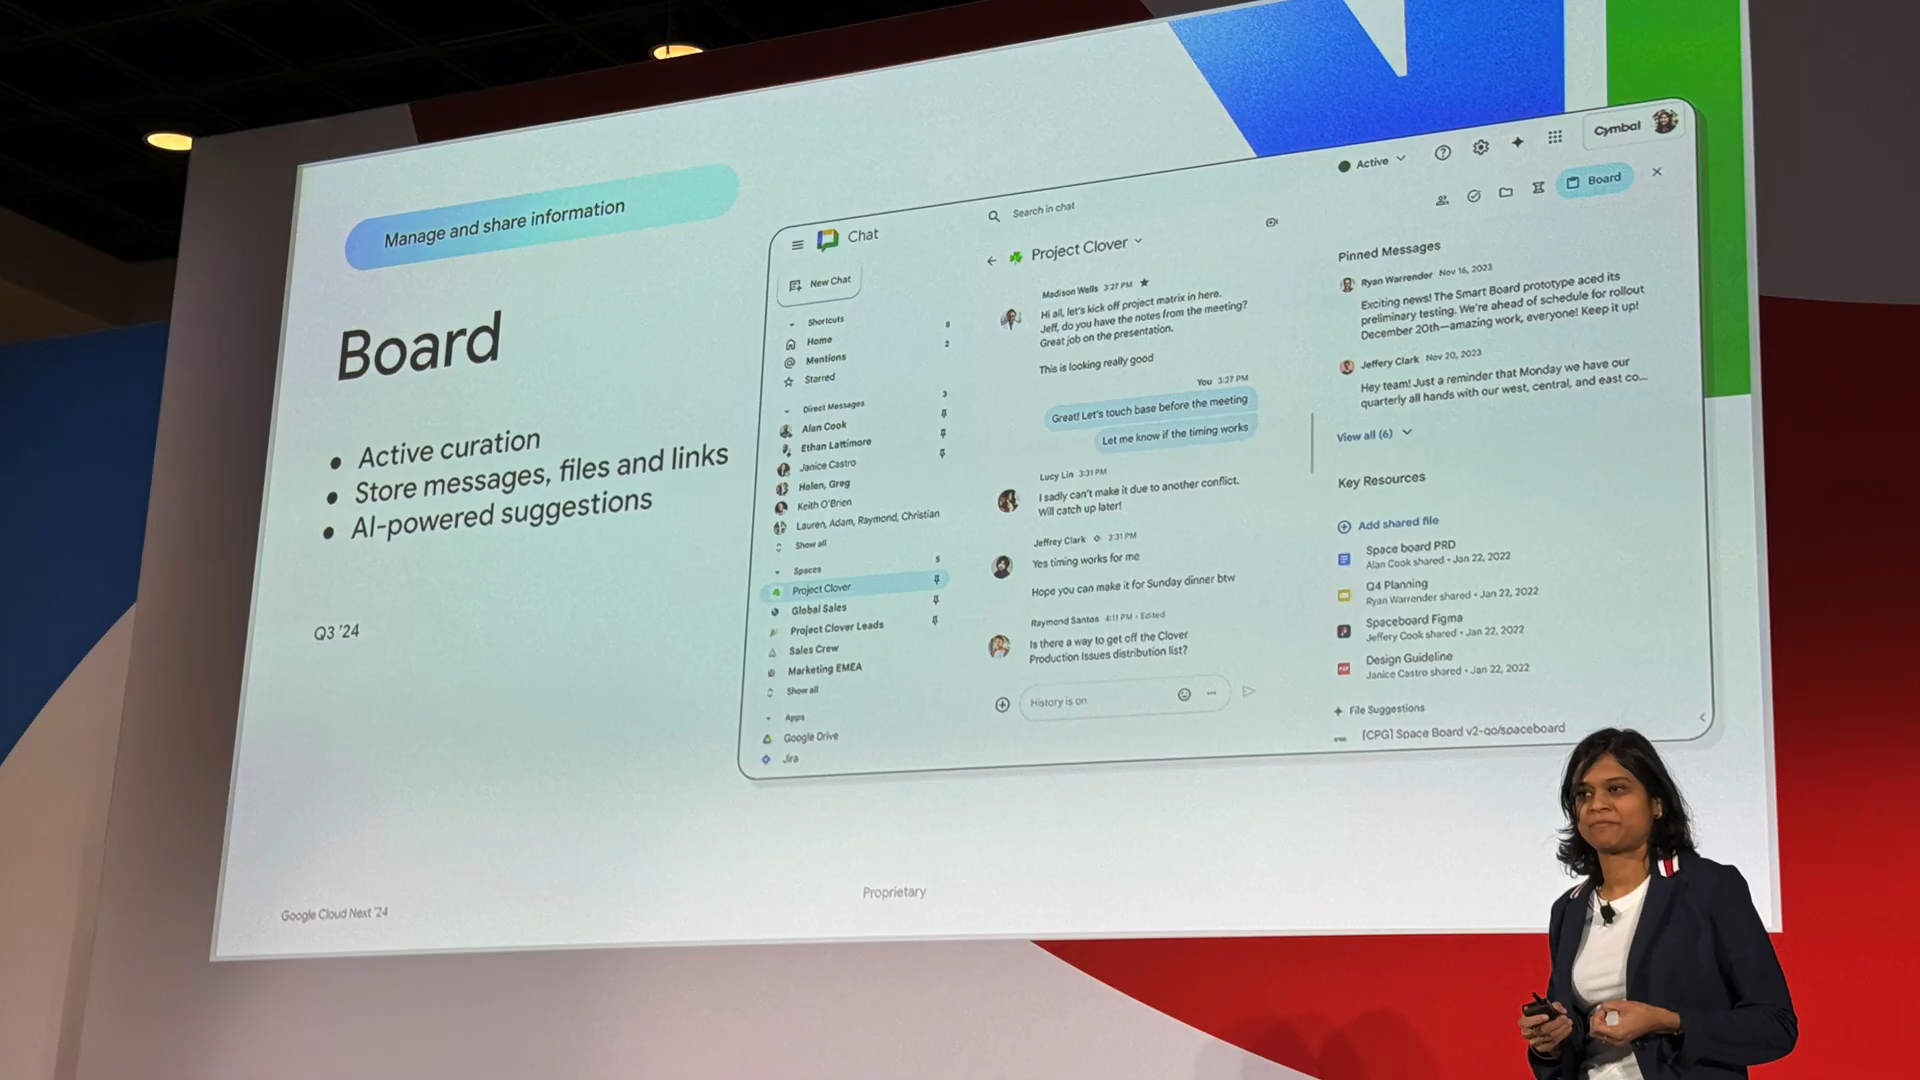 Manage and share information
Board
● Active curation
● Store messages, files and links
● AI-powered suggestions
Q3 '24
Google Cloud Next '24
Proprietary
Chat
New Chat
Shortcuts
Home
8
Mentions
2
Starred
Direct Messages
3
Alan Cook
Ethan Lattimore
Janice Castro
Helen, Greg
Keith O'Brien
Lauren, Adam, Raymond, Christian
Show all
Spaces
5
Project Clover
Global Sales
Project Clover Leads
Sales Crew
Marketing EMEA
Show all
Apps
Google Drive
Jira
Search in chat
Active
Cymbal
Project Clover
Madison Wells 3:27 PM
Hi all, let's kick off project matrix in here.
Jeff, do you have the notes from the meeting?
Great job on the presentation.
This is looking really good
You 3:27 PM
Great! Let's touch base before the meeting
Let me know if the timing works
Lucy Lin 3:31 PM
I sadly can't make it due to another conflict.
Will catch up later!
Jeffrey Clark 3:31 PM
Yes timing works for me
Hope you can make it for Sunday dinner btw
Raymond Santos 4:11 PM • Edited
Is there a way to get off the Clover
Production Issues distribution list?
History is on
Board
Pinned Messages
Ryan Warrender Nov 16, 2023
Exciting news! The Smart Board prototype aced its
preliminary testing. We're ahead of schedule for rollout
December 20th—amazing work, everyone! Keep it up!
Jeffery Clark Nov 20, 2023
Hey team! Just a reminder that Monday we have our
quarterly all hands with our west, central, and east co...
View all (6)
Key Resources
Add shared file
Space board PRD
Alan Cook shared • Jan 22, 2022
Q4 Planning
Ryan Warrender shared • Jan 22, 2022
Spaceboard Figma
Jeffery Cook shared • Jan 22, 2022
Design Guideline
Janice Castro shared • Jan 22, 2022
File Suggestions
[CPG] Space Board v2-go/spaceboard